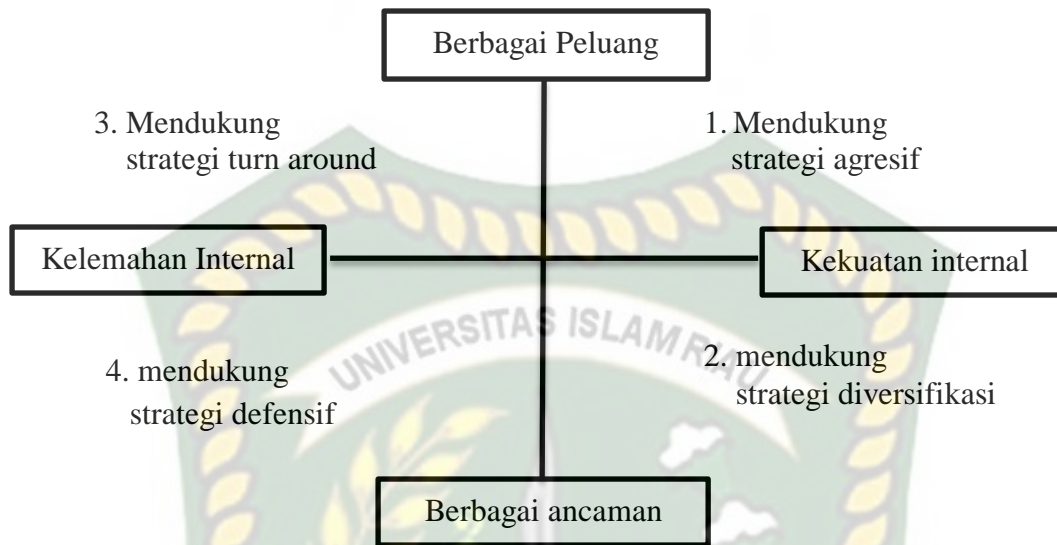 Berbagai Peluang
3. Mendukung
strategi turn around
1. Mendukung
strategi agresif
Kelemahan Internal
Kekuatan internal
UNIVERSITAS ISLAM RIAU
4. mendukung
strategi defensif
2. mendukung
strategi diversifikasi
Berbagai ancaman